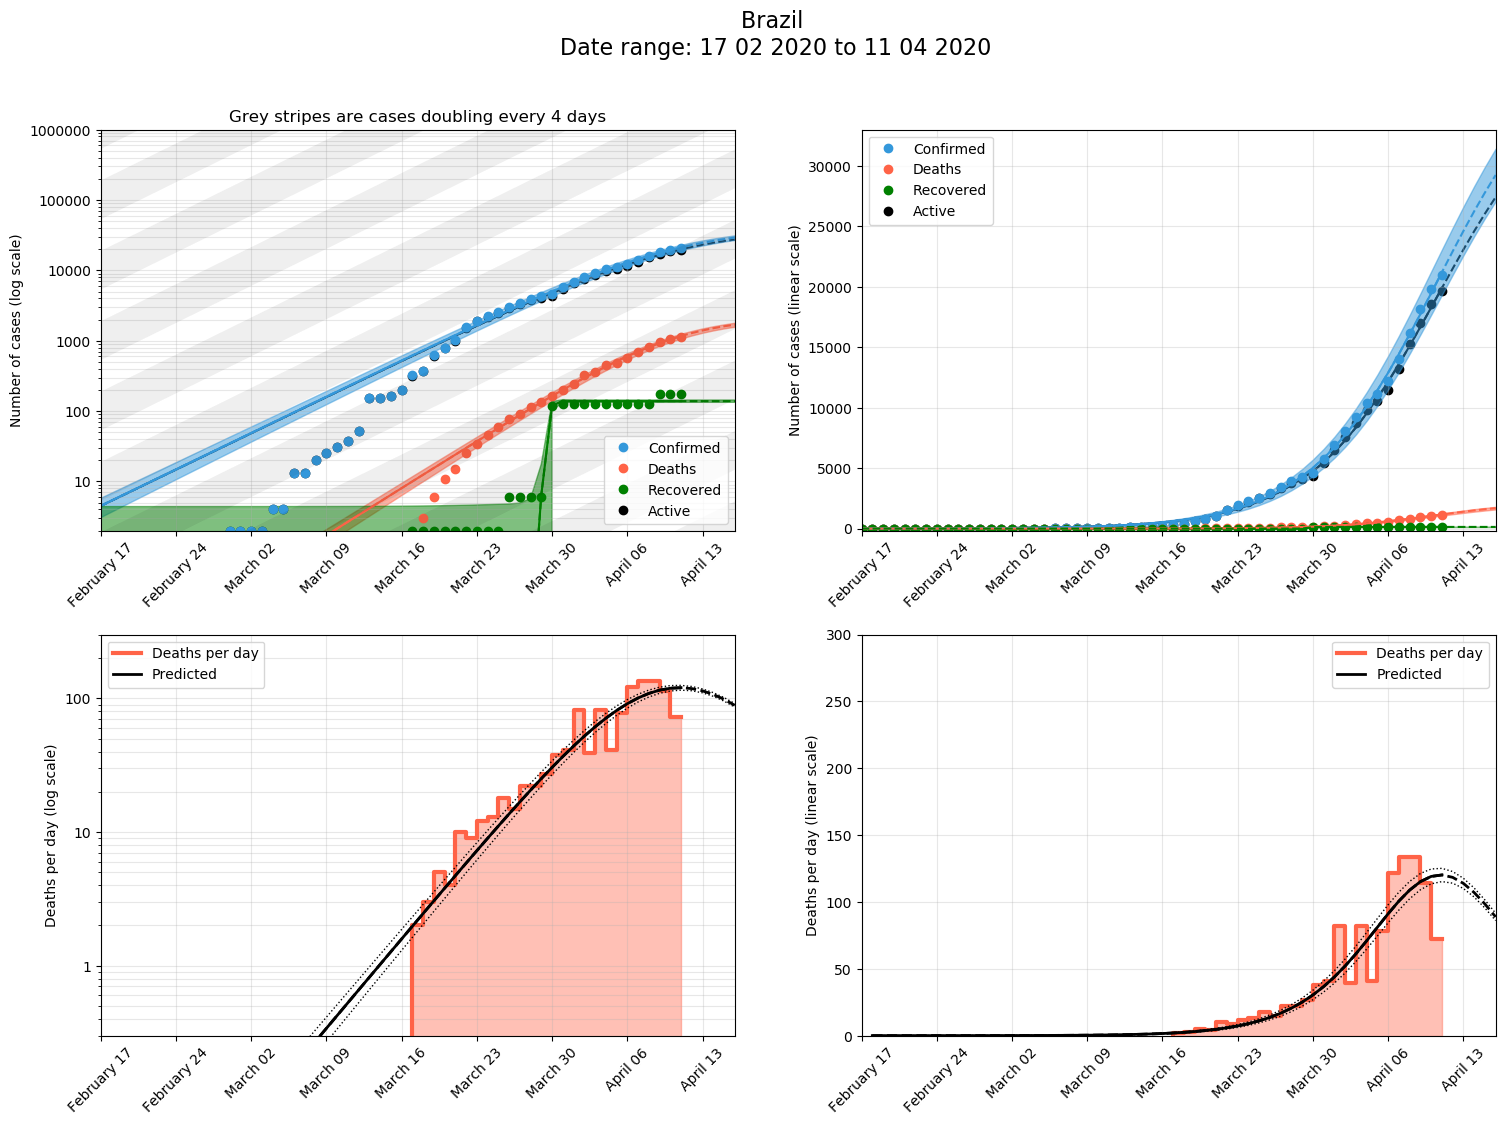 Brazil
Date range: 17 02 2020 to 11 04 2020
Grey stripes are cases doubling every 4 days
Number of cases (log scale)
1000000
100000
10000
1000
100
10
Confirmed
Deaths
Recovered
Active
February 17
February 24
March 02
March 09
March 16
March 23
March 30
April 06
April 13
Number of cases (linear scale)
30000
25000
20000
15000
10000
5000
0
Confirmed
Deaths
Recovered
Active
February 17
February 24
March 02
March 09
March 16
March 23
March 30
April 06
April 13
Deaths per day (log scale)
100
10
1
Deaths per day
Predicted
February 17
February 24
March 02
March 09
March 16
March 23
March 30
April 06
April 13
Deaths per day (linear scale)
300
250
200
150
100
50
0
Deaths per day
Predicted
February 17
February 24
March 02
March 09
March 16
March 23
March 30
April 06
April 13